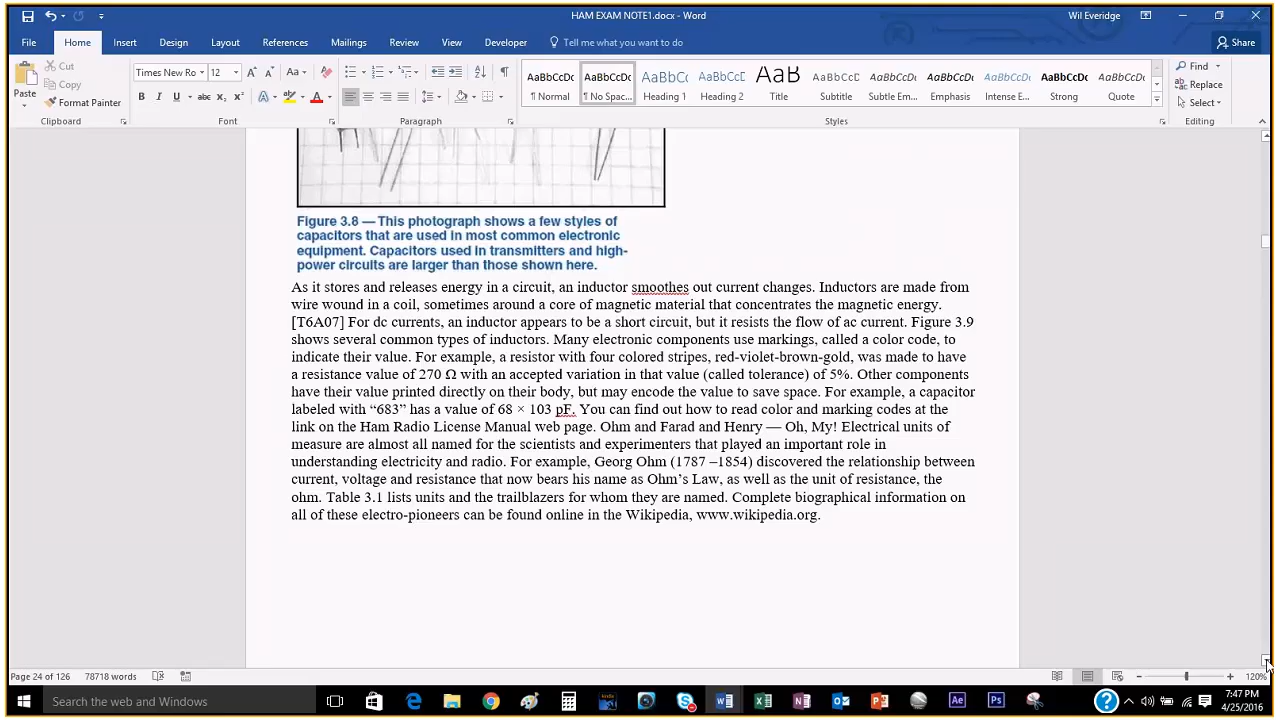 HAM EXAM NOTE1.docx - Word
Wil Everidge
File Home Insert Design Layout References Mailings Review View Developer Tell me what you want to do
Share
Paste
Cut
Copy
Format Painter
Clipboard
Times New Ro 12
Font
Paragraph
AaBbCcDc AaBbCcDc AaBbCc AaBbCcD AaB AaBbCcD AaBbCcDc AaBbCcDc AaBbCcDc AaBbCcDc AaBbCcDc
¶ Normal ¶ No Spac... Heading 1 Heading 2 Title Subtitle Subtle Em... Emphasis Intense E... Strong Quote
Styles
Find
Replace
Select
Editing
Figure 3.8 — This photograph shows a few styles of
capacitors that are used in most common electronic
equipment. Capacitors used in transmitters and high-
power circuits are larger than those shown here.
As it stores and releases energy in a circuit, an inductor smoothes out current changes. Inductors are made from
wire wound in a coil, sometimes around a core of magnetic material that concentrates the magnetic energy.
[T6A07] For dc currents, an inductor appears to be a short circuit, but it resists the flow of ac current. Figure 3.9
shows several common types of inductors. Many electronic components use markings, called a color code, to
indicate their value. For example, a resistor with four colored stripes, red-violet-brown-gold, was made to have
a resistance value of 270 Ω with an accepted variation in that value (called tolerance) of 5%. Other components
have their value printed directly on their body, but may encode the value to save space. For example, a capacitor
labeled with “683” has a value of 68 × 103 pF. You can find out how to read color and marking codes at the
link on the Ham Radio License Manual web page. Ohm and Farad and Henry — Oh, My! Electrical units of
measure are almost all named for the scientists and experimenters that played an important role in
understanding electricity and radio. For example, Georg Ohm (1787 –1854) discovered the relationship between
current, voltage and resistance that now bears his name as Ohm’s Law, as well as the unit of resistance, the
ohm. Table 3.1 lists units and the trailblazers for whom they are named. Complete biographical information on
all of these electro-pioneers can be found online in the Wikipedia, www.wikipedia.org.
Page 24 of 126 78718 words
120%
Search the web and Windows
7:47 PM
4/25/2016